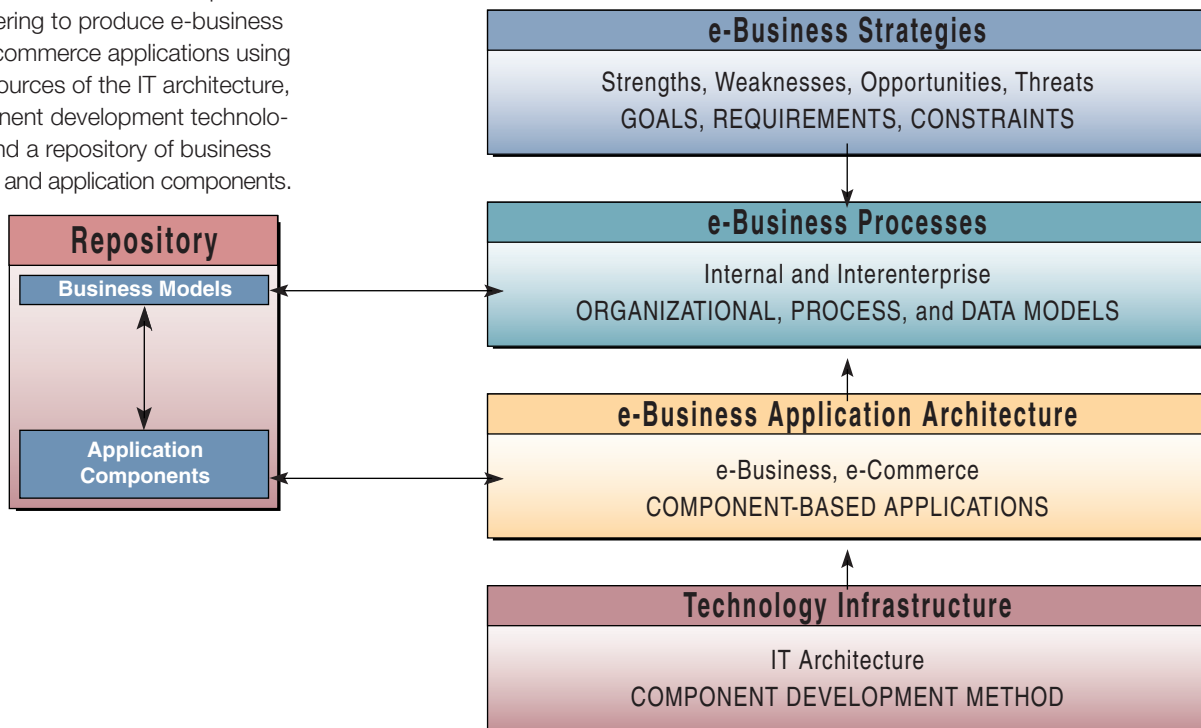 ering to produce e-business
commerce applications using
ources of the IT architecture,
nent development technolo-
nd a repository of business
and application components.
Repository
Business Models
Application
Components
e-Business Strategies
Strengths, Weaknesses, Opportunities, Threats
GOALS, REQUIREMENTS, CONSTRAINTS
e-Business Processes
Internal and Interenterprise
ORGANIZATIONAL, PROCESS, and DATA MODELS
e-Business Application Architecture
e-Business, e-Commerce
COMPONENT-BASED APPLICATIONS
Technology Infrastructure
IT Architecture
COMPONENT DEVELOPMENT METHOD